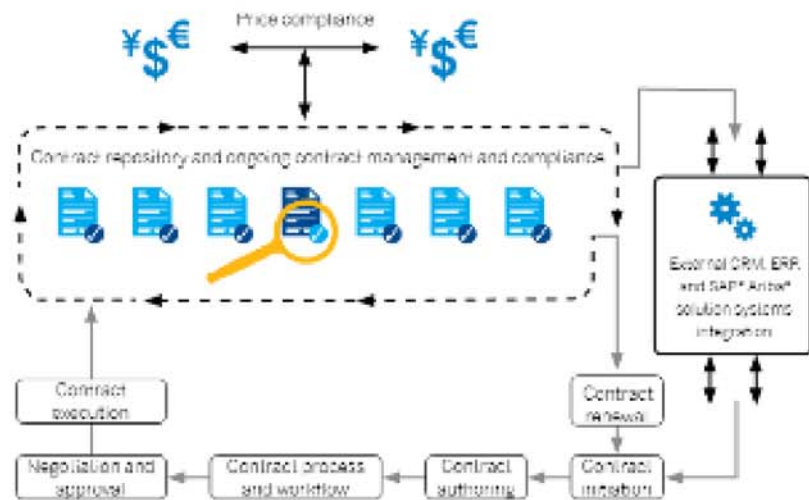 Price compliance
¥$€
¥$€
Contract repository and ongoing contract management and compliance
External CRM, ERP,
and SAP® Ariba®
solution systems
integration
Contract
execution
Contract
renewal
Negotiation and
approval
Contract process
and workflow
Contract
authoring
Contract
initiation